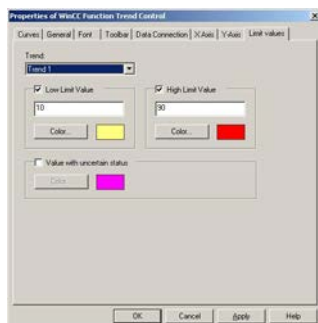 Properties of WinCC Function Trend Control
Curves General Font Toolbar Data Connection X Axis Y-Axis Limit values
Trend:
Trend 1
Low Limit Value
High Limit Value
10
90
Color...
Color...
Value with uncertain status
Color...
OK Cancel Apply Help